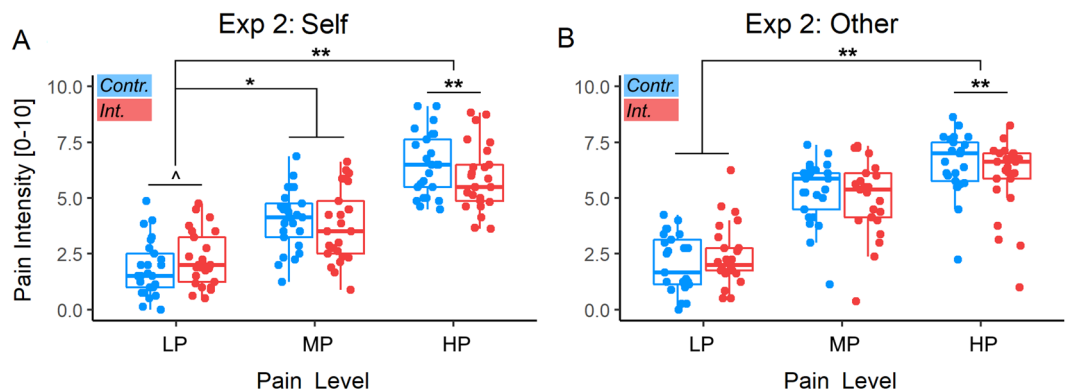 A
Exp 2: Self
**
*
**
^
10.0
7.5
5.0
2.5
0.0
Contr.
Int.
Pain Intensity [0-10]
LP
MP
HP
Pain Level
B
Exp 2: Other
**
**
10.0
7.5
5.0
2.5
0.0
Contr.
Int.
LP
MP
HP
Pain Level